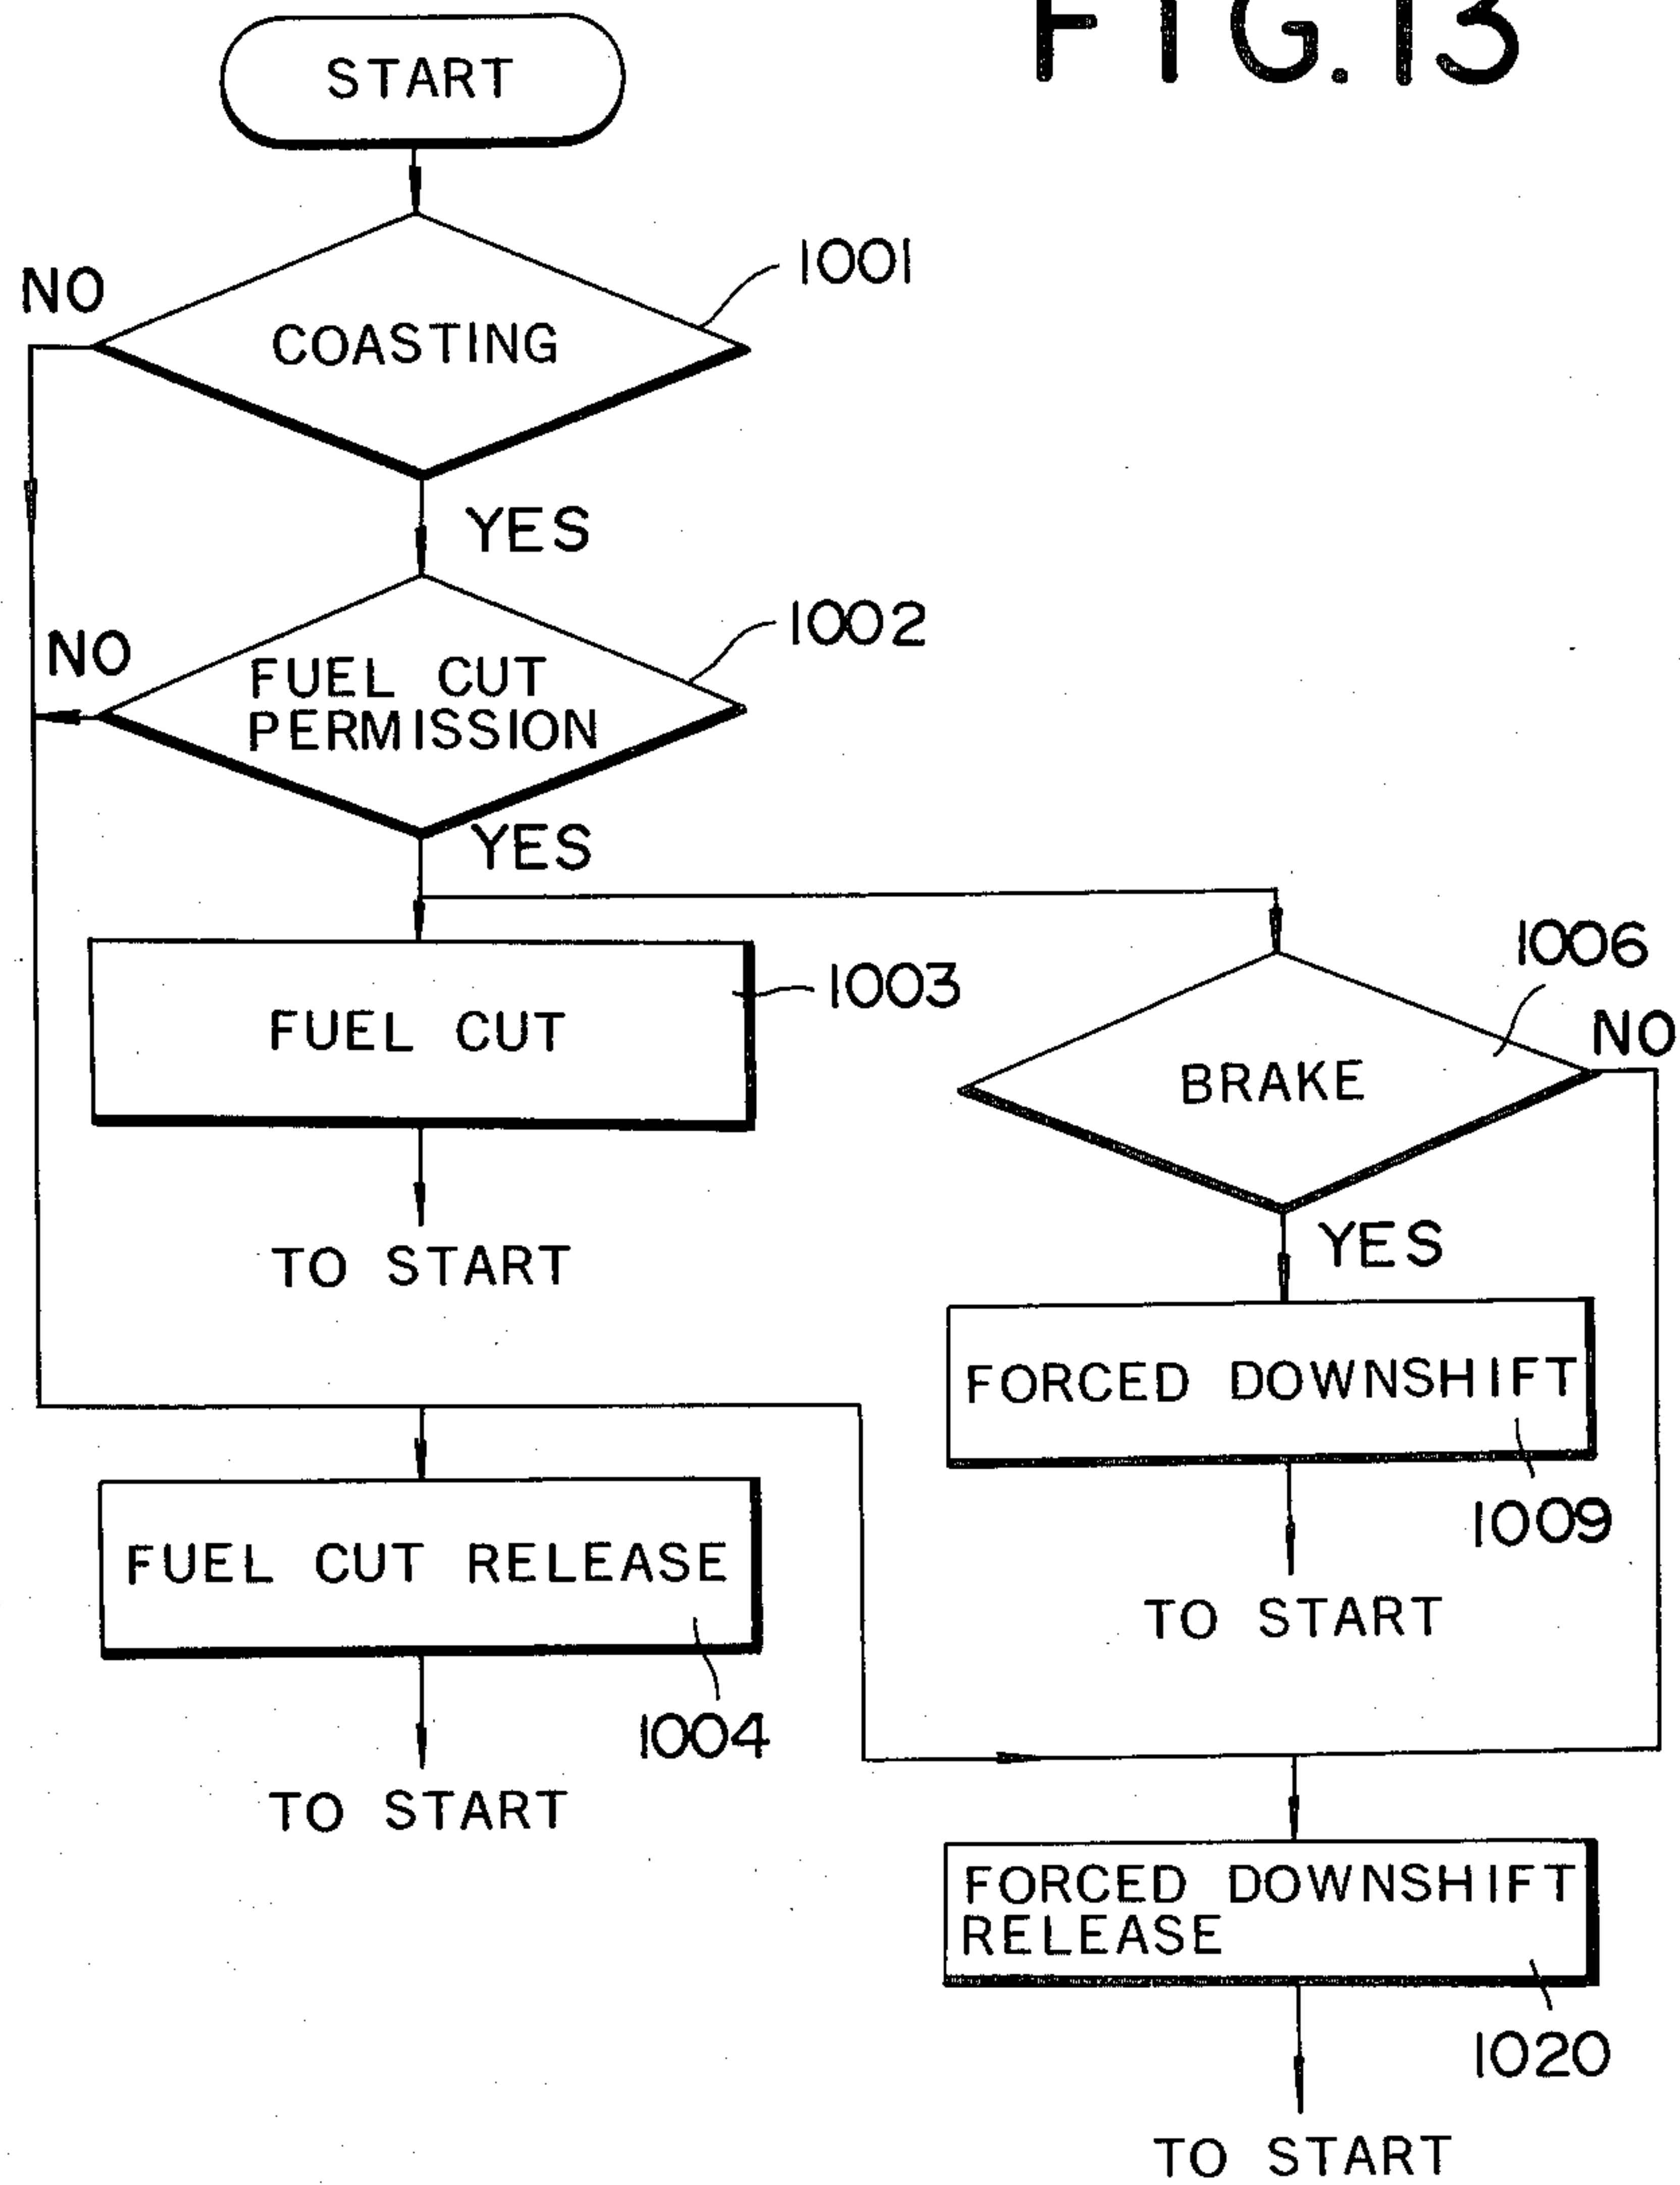 FIG.13
START
1001
NO
COASTING
YES
1002
NO
FUEL CUT
PERMISSION
YES
1003
FUEL CUT
1006
NO
BRAKE
YES
TO START
FORCED DOWNSHIFT
1009
TO START
FUEL CUT RELEASE
1004
TO START
FORCED DOWNSHIFT
RELEASE
1020
TO START